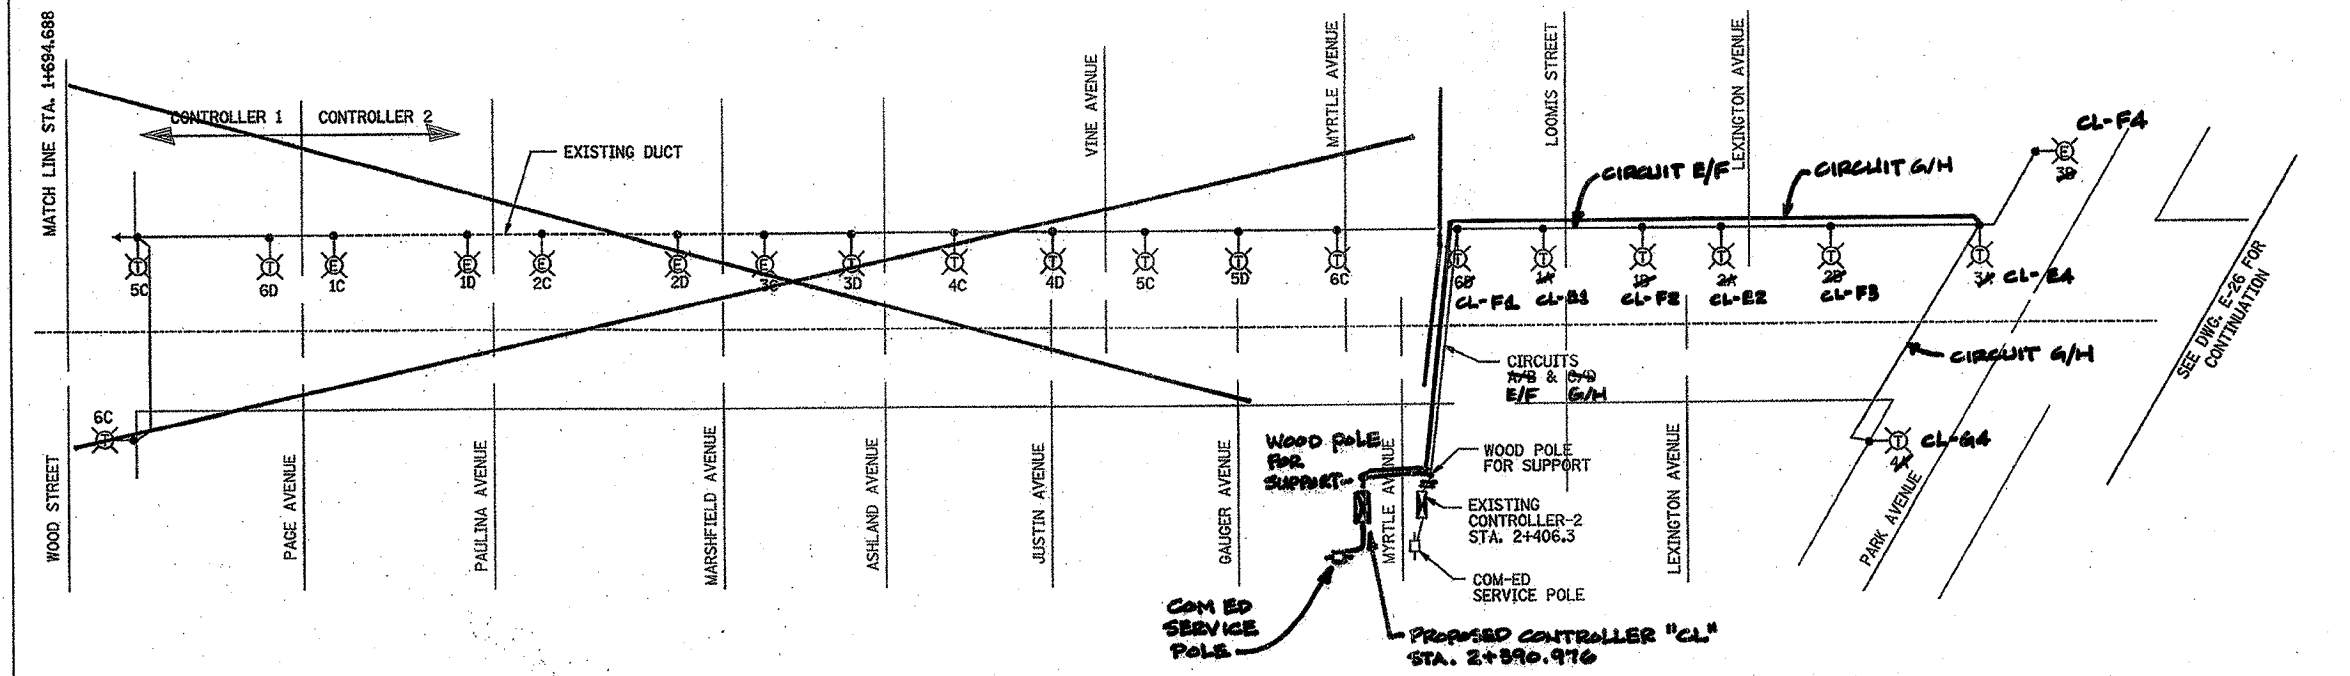 MATCH LINE STA. 1+694.688
CONTROLLER 1
CONTROLLER 2
EXISTING DUCT
VINE AVENUE
MYRTLE AVENUE
LOOMIS STREET
LEXINGTON AVENUE
CIRCUIT E/F
CIRCUIT G/H
CL-F4
E
3B
T
5C
T
6D
E
1C
E
1D
E
2C
E
2D
E
3C
T
3D
T
4C
T
4D
T
5C
T
5D
T
6C
T
6D
CL-F1
T
1A
CL-E1
T
1B
CL-F2
T
2A
CL-E2
T
2B
CL-F3
T
3A
CL-E4
SEE DWG. E-26 FOR
CONTINUATION
CIRCUIT G/H
CIRCUITS
A/B & C/D
E/F G/H
6C
T
T
CL-G4
4A
WOOD STREET
PAGE AVENUE
PAULINA AVENUE
MARSHFIELD AVENUE
ASHLAND AVENUE
JUSTIN AVENUE
GAUGER AVENUE
MYRTLE AVENUE
LEXINGTON AVENUE
PARK AVENUE
WOOD POLE
FOR
SUPPORT
WOOD POLE
FOR SUPPORT
EXISTING
CONTROLLER-2
STA. 2+406.3
COM-ED
SERVICE POLE
COM ED
SERVICE
POLE
PROPOSED CONTROLLER "CL"
STA. 2+390.976